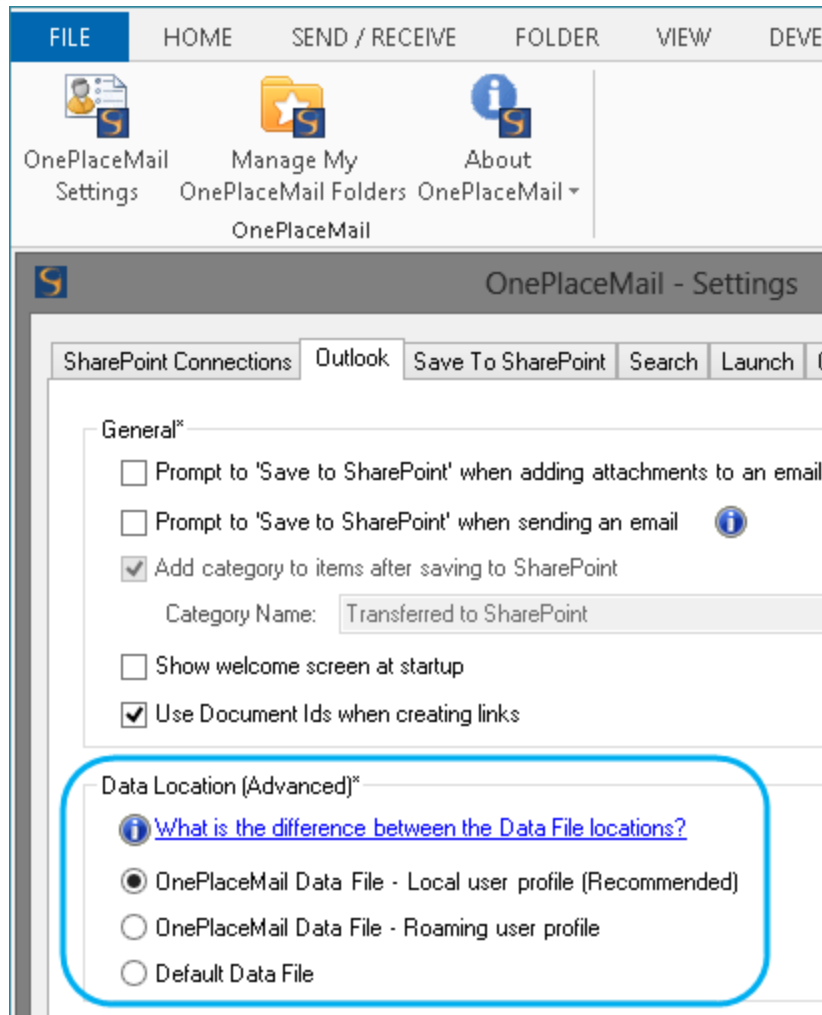 FILE HOME SEND / RECEIVE FOLDER VIEW DEVE
OnePlaceMail Manage My About
Settings OnePlaceMail Folders OnePlaceMail
OnePlaceMail
OnePlaceMail - Settings
SharePoint Connections Outlook Save To SharePoint Search Launch
General*
Prompt to 'Save to SharePoint' when adding attachments to an email
Prompt to 'Save to SharePoint' when sending an email
Add category to items after saving to SharePoint
Category Name: Transferred to SharePoint
Show welcome screen at startup
Use Document Ids when creating links
Data Location (Advanced)*
What is the difference between the Data File locations?
OnePlaceMail Data File - Local user profile (Recommended)
OnePlaceMail Data File - Roaming user profile
Default Data File